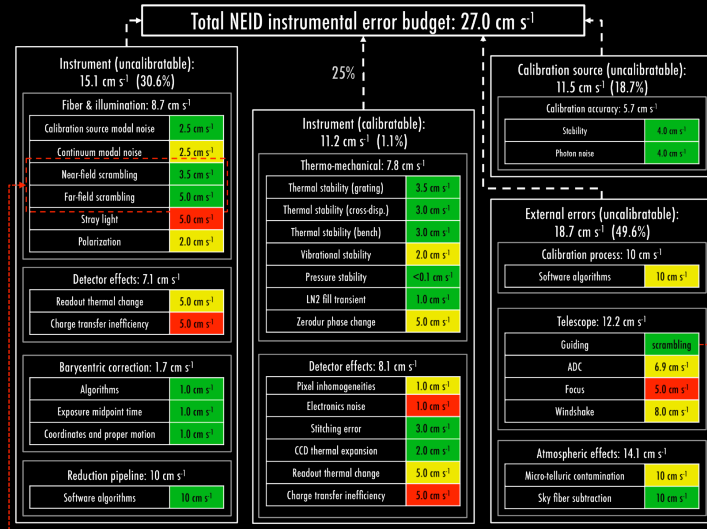 Total NEID instrumental error budget: 27.0 cm s⁻¹
Instrument (uncalibratable):
15.1 cm s⁻¹ (30.6%)
Fiber & illumination: 8.7 cm s⁻¹
Calibration source modal noise 2.5 cm s⁻¹
Continuum modal noise 2.5 cm s⁻¹
Near-field scrambling 3.5 cm s⁻¹
Far-field scrambling 5.0 cm s⁻¹
Stray light 5.0 cm s⁻¹
Polarization 2.0 cm s⁻¹
Detector effects: 7.1 cm s⁻¹
Readout thermal change 5.0 cm s⁻¹
Charge transfer inefficiency 5.0 cm s⁻¹
Barycentric correction: 1.7 cm s⁻¹
Algorithms 1.0 cm s⁻¹
Exposure midpoint time 1.0 cm s⁻¹
Coordinates and proper motion 1.0 cm s⁻¹
Reduction pipeline: 10 cm s⁻¹
Software algorithms 10 cm s⁻¹
25%
Instrument (calibratable):
11.2 cm s⁻¹ (1.1%)
Thermo-mechanical: 7.8 cm s⁻¹
Thermal stability (grating) 3.5 cm s⁻¹
Thermal stability (cross-disp.) 3.0 cm s⁻¹
Thermal stability (bench) 3.0 cm s⁻¹
Vibrational stability 2.0 cm s⁻¹
Pressure stability <0.1 cm s⁻¹
LN2 fill transient 1.0 cm s⁻¹
Zerodur phase change 5.0 cm s⁻¹
Detector effects: 8.1 cm s⁻¹
Pixel inhomogeneities 1.0 cm s⁻¹
Electronics noise 1.0 cm s⁻¹
Stitching error 3.0 cm s⁻¹
CCD thermal expansion 2.0 cm s⁻¹
Readout thermal change 5.0 cm s⁻¹
Charge transfer inefficiency 5.0 cm s⁻¹
Calibration source (uncalibratable):
11.5 cm s⁻¹ (18.7%)
Calibration accuracy: 5.7 cm s⁻¹
Stability 4.0 cm s⁻¹
Photon noise 4.0 cm s⁻¹
External errors (uncalibratable):
18.7 cm s⁻¹ (49.6%)
Calibration process: 10 cm s⁻¹
Software algorithms 10 cm s⁻¹
Telescope: 12.2 cm s⁻¹
Guiding scrambling
ADC 6.9 cm s⁻¹
Focus 5.0 cm s⁻¹
Windshake 8.0 cm s⁻¹
Atmospheric effects: 14.1 cm s⁻¹
Micro-telluric contamination 10 cm s⁻¹
Sky fiber subtraction 10 cm s⁻¹